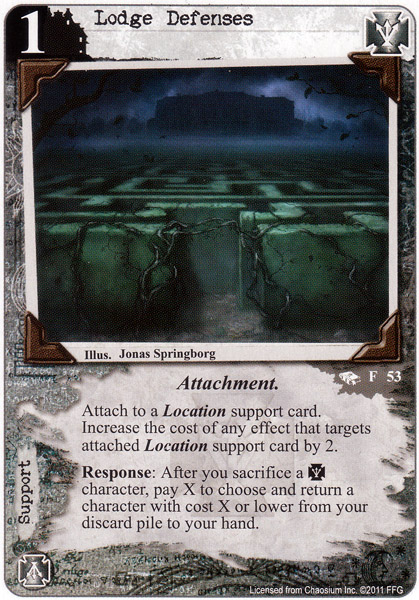 1
Lodge Defenses
Illus. Jonas Springborg
F 53
Attachment.
Attach to a Location support card.
Increase the cost of any effect that targets
attached Location support card by 2.
Response: After you sacrifice a
character, pay X to choose and return a
character with cost X or lower from your
discard pile to your hand.
Support
Licensed from Chaosium Inc. ©2011 FFG